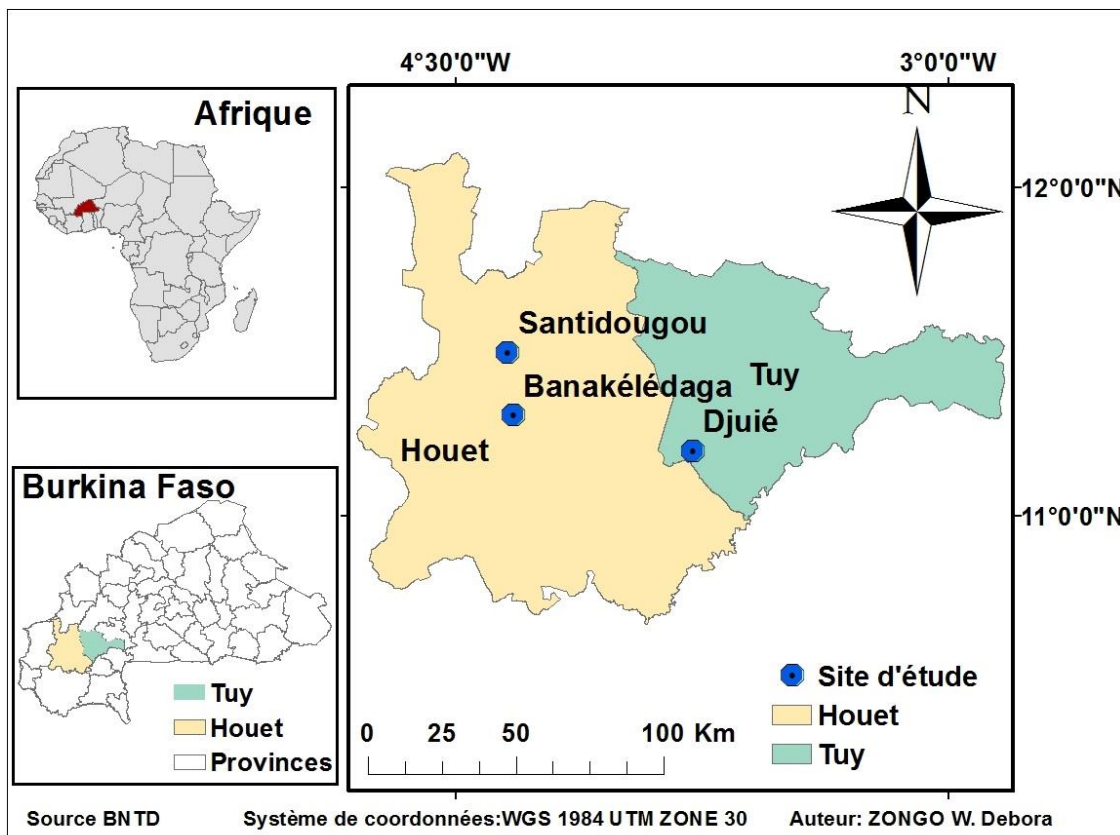 4°30'0"W
3°0'0"W
Afrique
N
12°0'0"N
Santidougou
Banakélédaga
Tuy
Djuié
Houet
11°0'0"N
Burkina Faso
Tuy
Houet
Provinces
Site d'étude
Houet
Tuy
0 25 50 100 Km
Source BNTD Système de coordonnées:WGS 1984 UTM ZONE 30 Auteur: ZONGO W. Debora